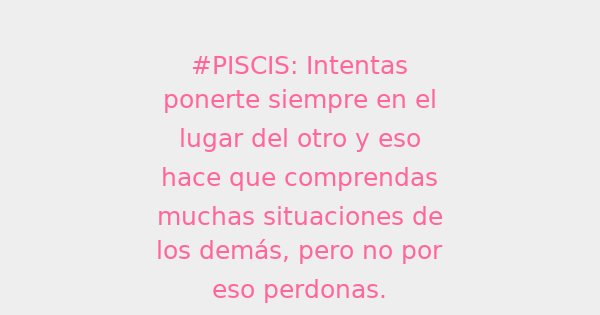 #PISCIS: Intentas
ponerte siempre en el
lugar del otro y eso
hace que comprendas
muchas situaciones de
los demás, pero no por
eso perdonas.